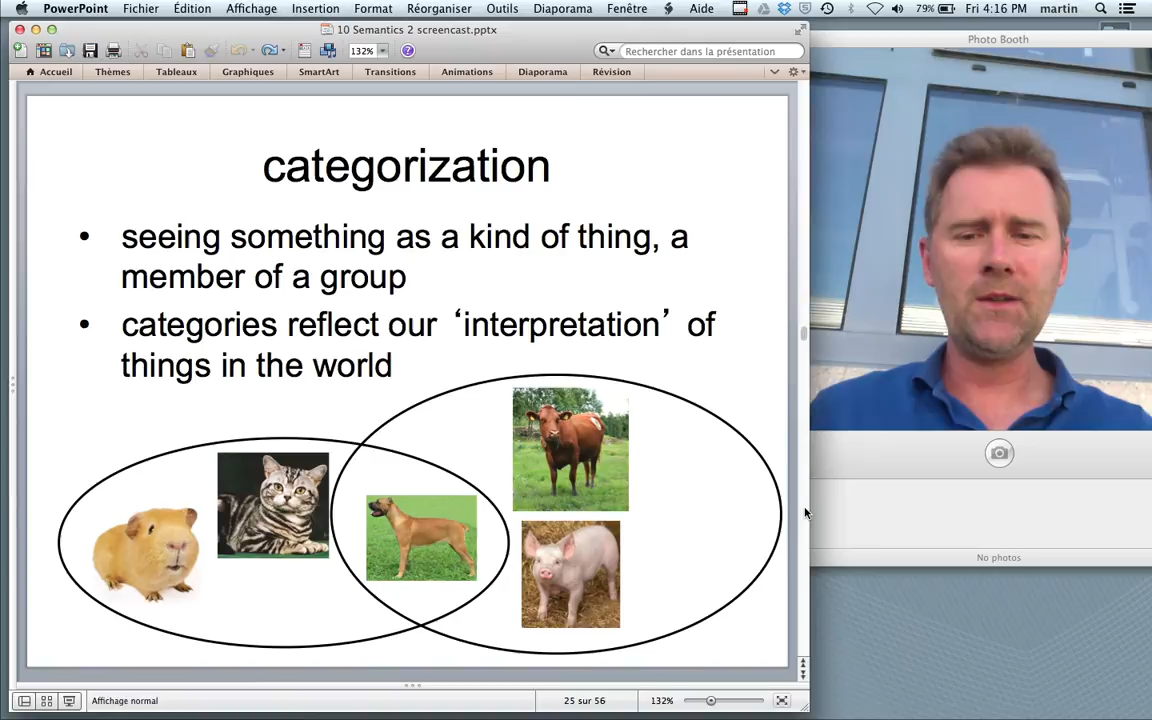 PowerPoint Fichier Édition Affichage Insertion Format Réorganiser Outils Diaporama Fenêtre Aide 79% Fri 4:16 PM martin
10 Semantics 2 screencast.pptx
Photo Booth
132% Rechercher dans la présentation
Accueil Thèmes Tableaux Graphiques SmartArt Transitions Animations Diaporama Révision
categorization
• seeing something as a kind of thing, a
member of a group
• categories reflect our ‘interpretation’ of
things in the world
No photos
Affichage normal 25 sur 56 132%